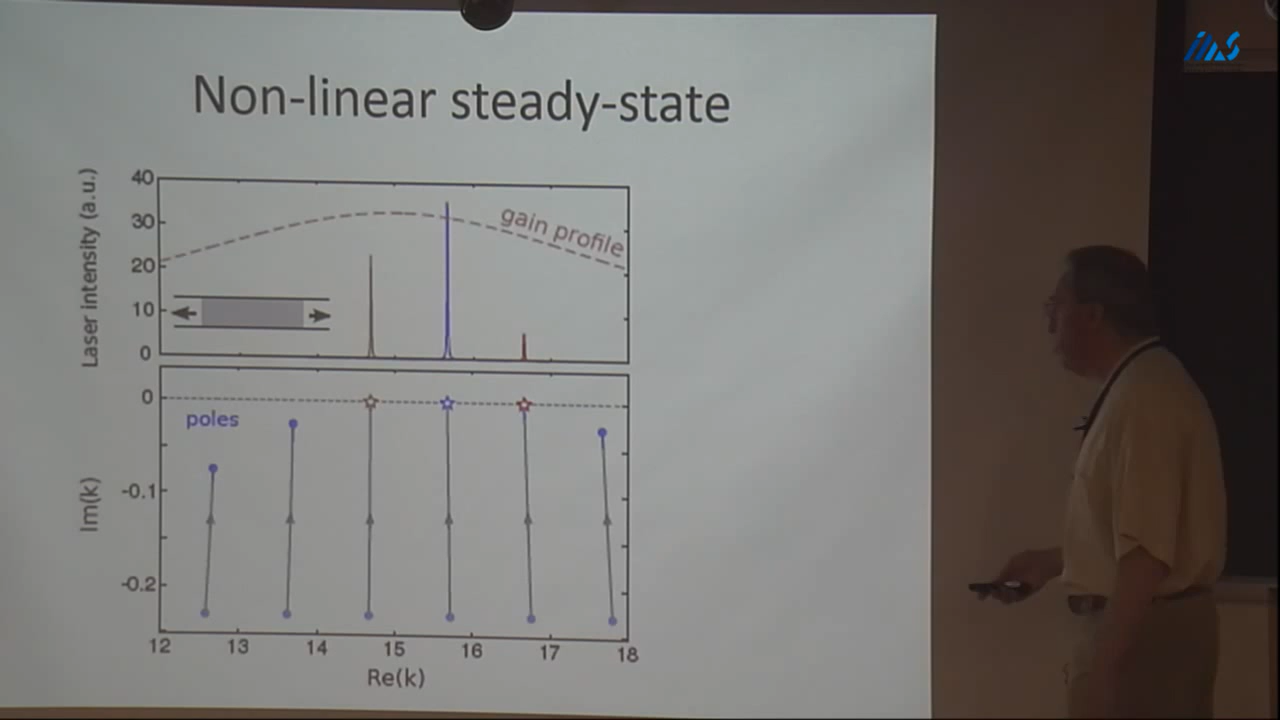 IMS
Non-linear steady-state
Laser intensity (a.u.)
40
30
20
10
0
gain profile
Im(k)
0
-0.1
-0.2
poles
12 13 14 15 16 17 18
Re(k)